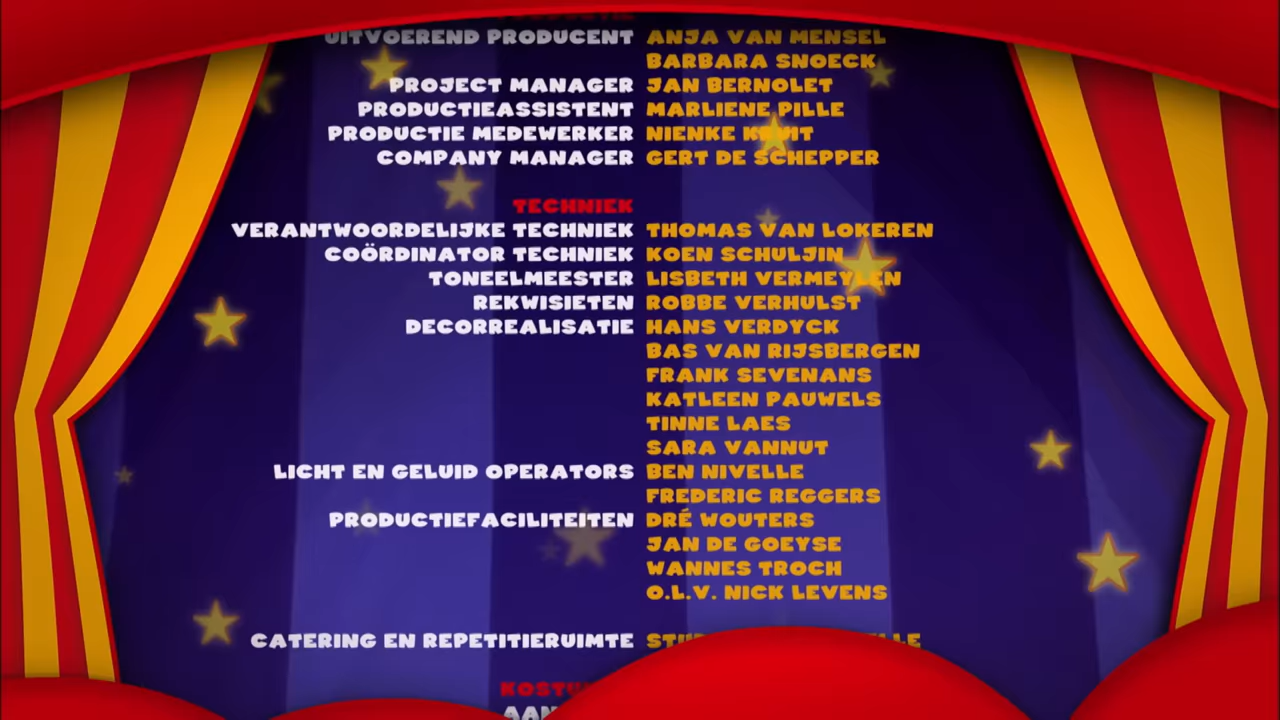 UITVOEREND PRODUCENT ANJA VAN MENSEL
BARBARA SNOECK
PROJECT MANAGER JAN BERNOLET
PRODUCTIEASSISTENT MARLIENE PILLE
PRODUCTIE MEDEWERKER NIENKE
COMPANY MANAGER GERT DE SCHEPPER
TECHNIEK
VERANTWOORDELIJKE TECHNIEK THOMAS VAN LOKEREN
COÖRDINATOR TECHNIEK KOEN SCHULJIN
TONEELMEESTER LISBETH VERMEYLEN
REKWISIETEN ROBBE VERHULST
DECORREALISATIE HANS VERDYCK
BAS VAN RIJSBERGEN
FRANK SEVENANS
KATLEEN PAUWELS
TINNE LAES
SARA VANNUT
LICHT EN GELUID OPERATORS BEN NIVELLE
FREDERIC REGGERS
PRODUCTIEFACILITEITEN DRÉ WOUTERS
JAN DE GOEYSE
WANNES TROCH
O.L.V. NICK LEVENS
CATERING EN REPETITIERUIMTE